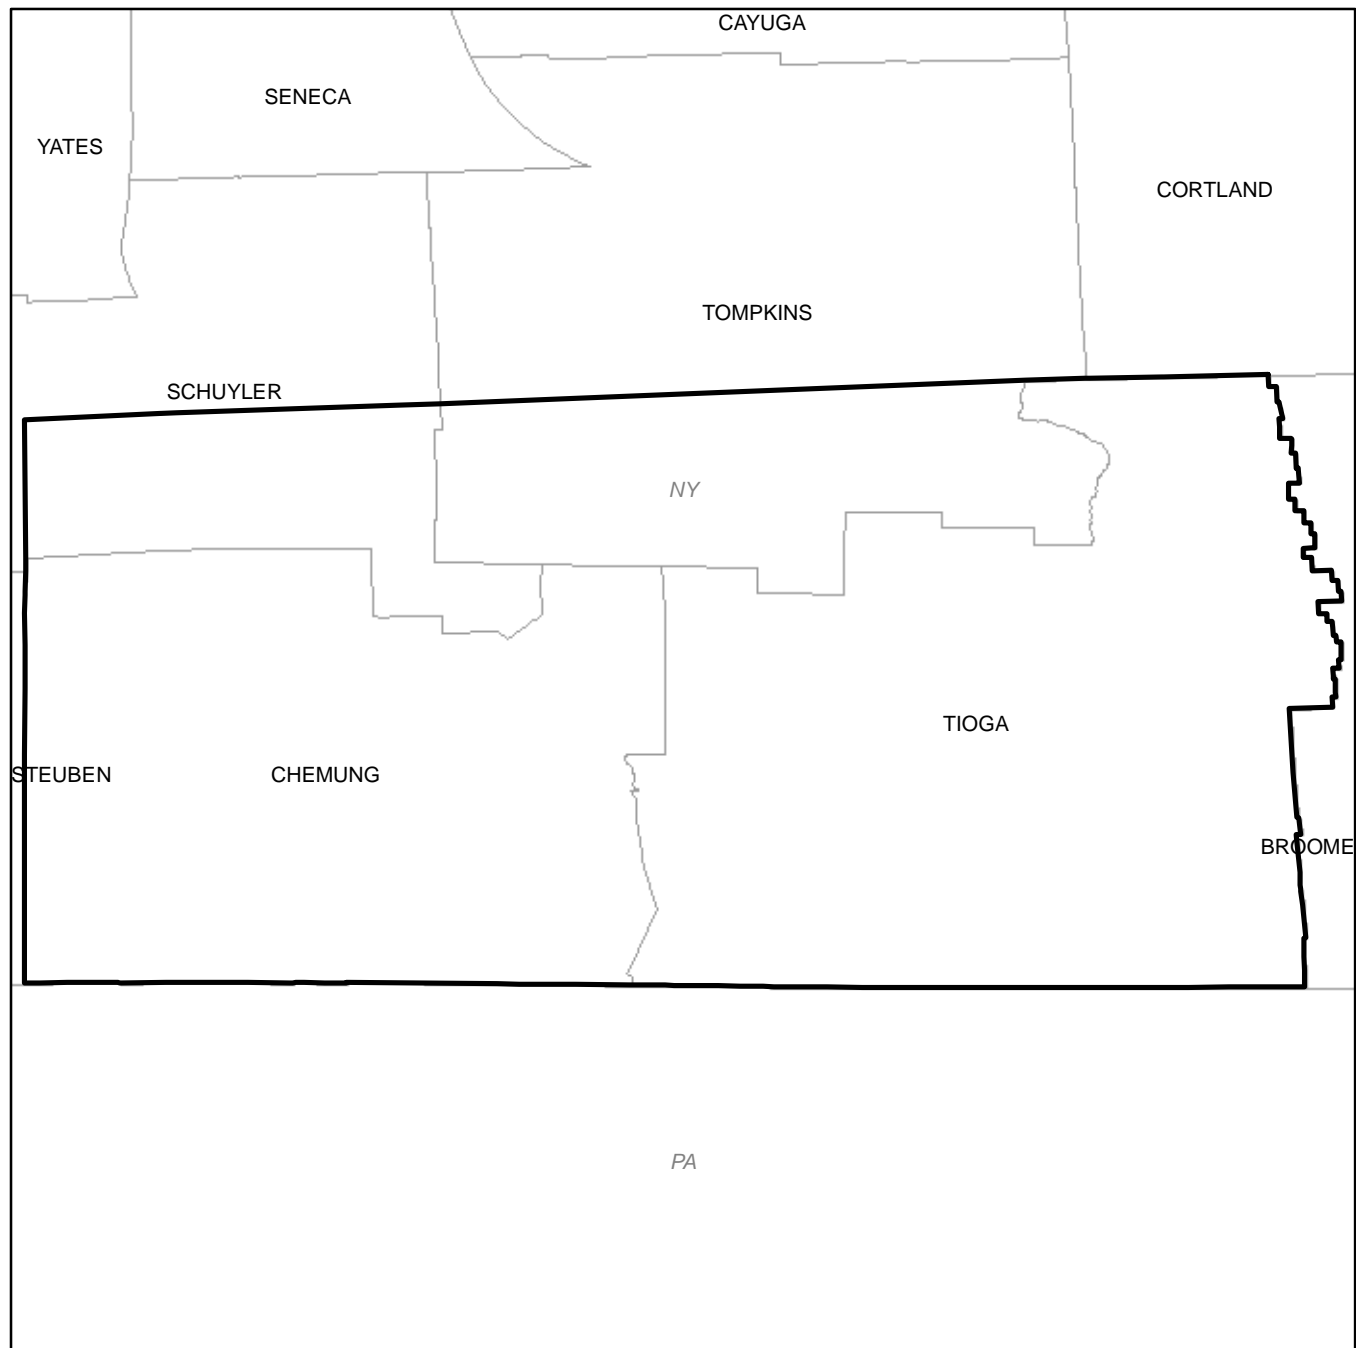 CAYUGA
SENECA
YATES
CORTLAND
TOMPKINS
SCHUYLER
NY
TIOGA
STEUBEN
CHEMUNG
BROOME
PA